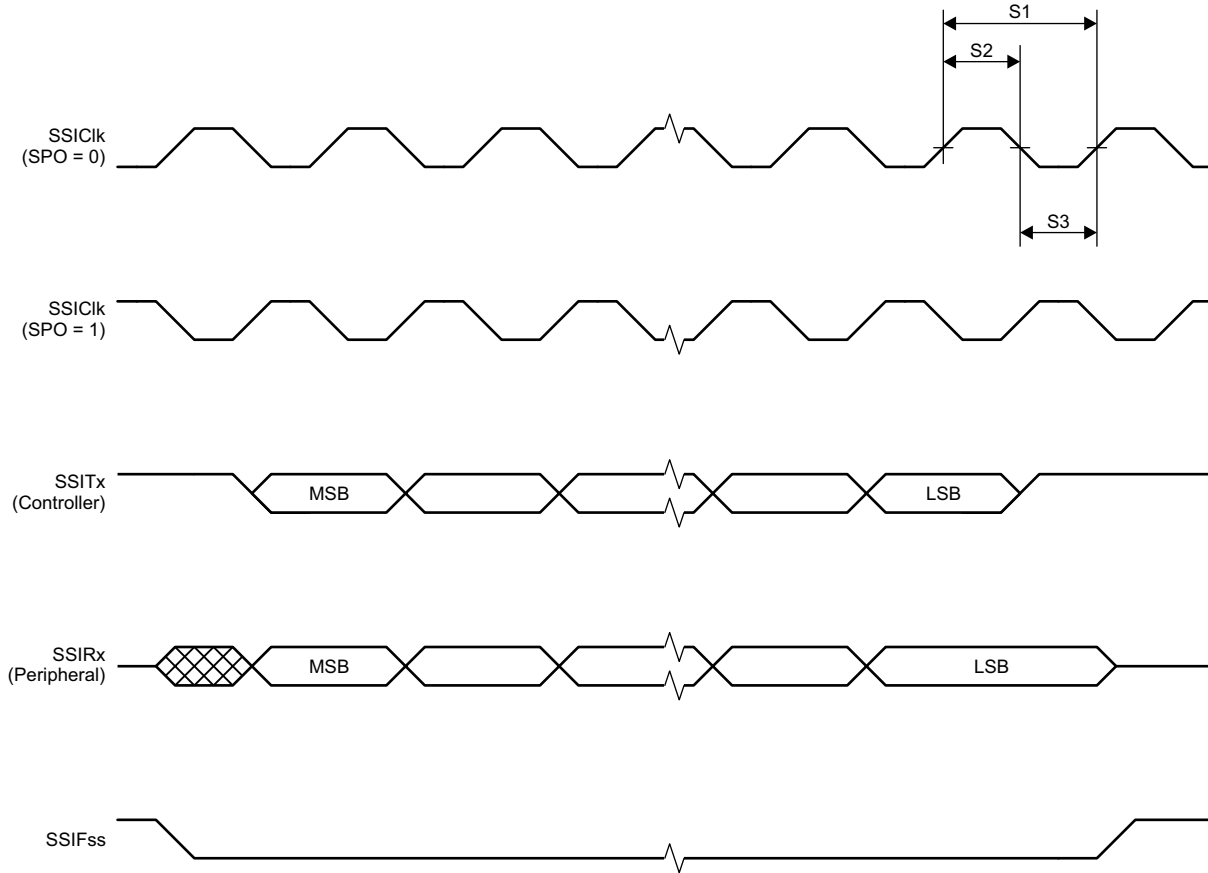 S1
S2
SSIClk
(SPO = 0)
S3
SSIClk
(SPO = 1)
SSITx
(Controller)
MSB
LSB
SSIRx
(Peripheral)
MSB
LSB
SSIFss